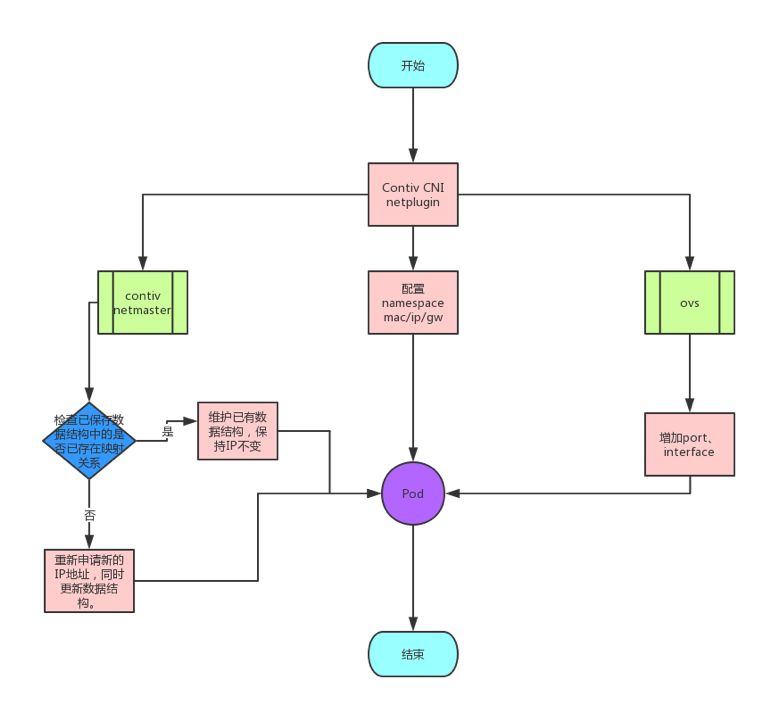 开始
Contiv CNI
netplugin
contiv
netmaster
配置
namespace
mac/ip/gw
ovs
检查已保存数
据结构中的是
否已存在映射
关系
是
维护已有数
据结构，保
持IP不变
增加port、
interface
Pod
否
重新申请新的
IP地址，同时
更新数据结
构。
结束